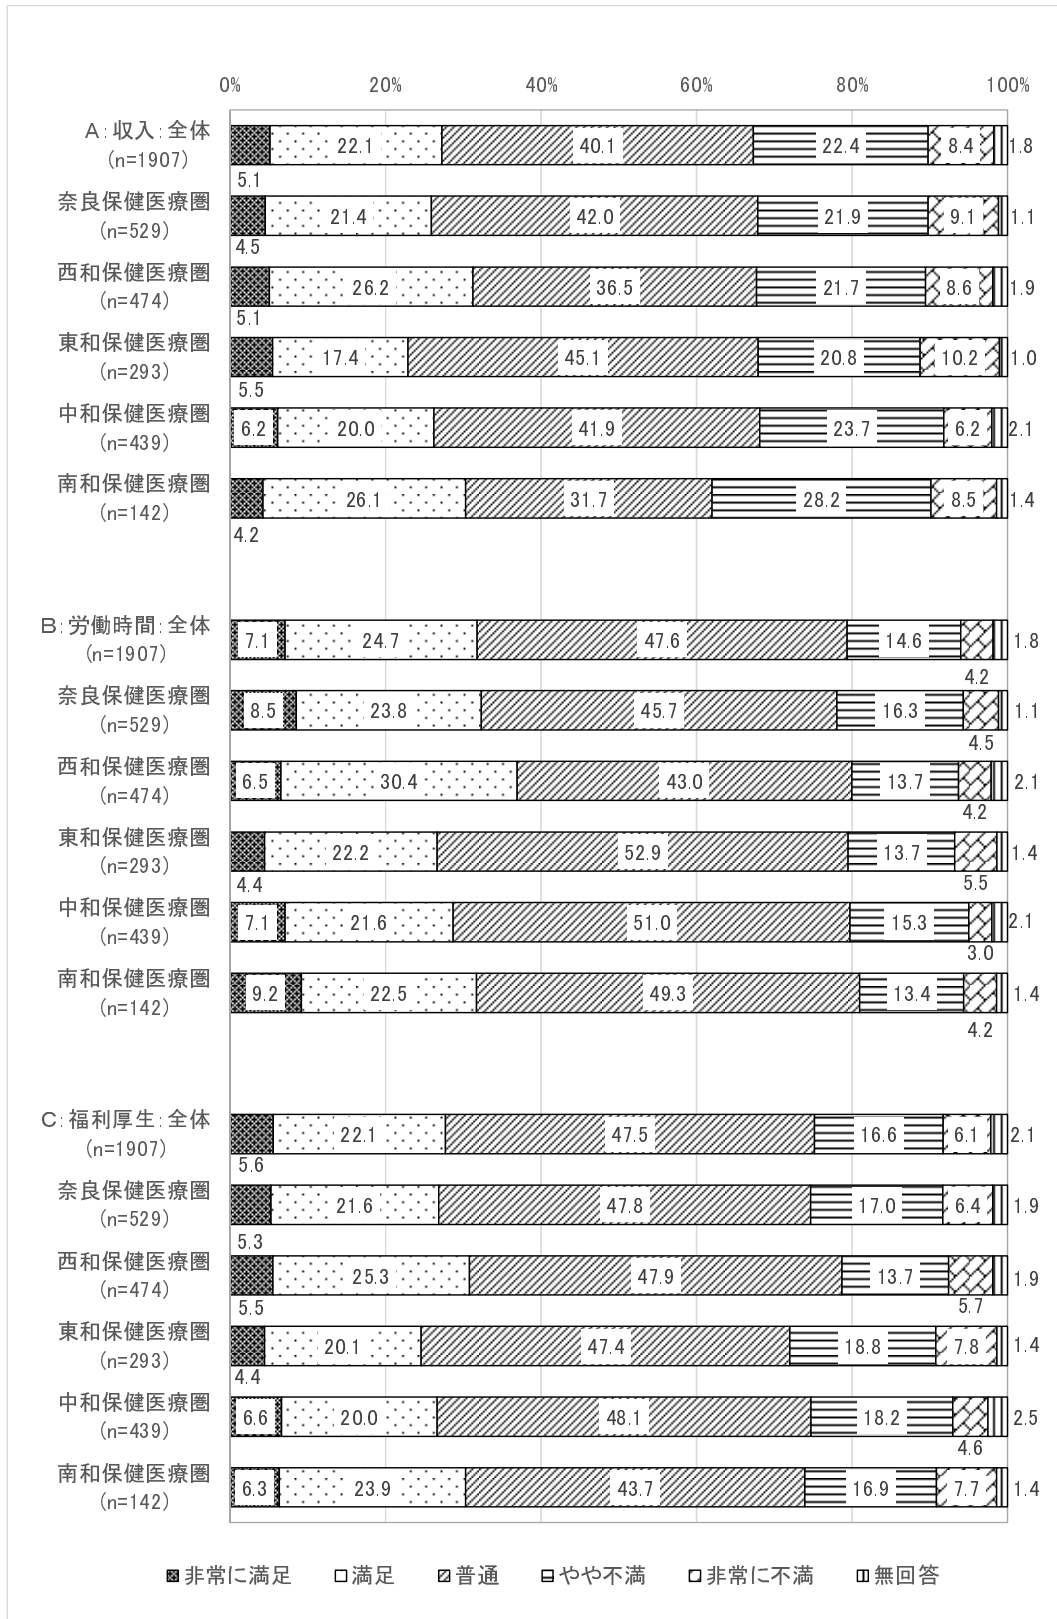 0% 20% 40% 60% 80% 100%
A:収入:全体
(n=1907)
22.1 40.1 22.4 8.4 1.8
5.1
奈良保健医療圏
(n=529)
21.4 42.0 21.9 9.1 1.1
4.5
西和保健医療圏
(n=474)
26.2 36.5 21.7 8.6 1.9
5.1
東和保健医療圏
(n=293)
17.4 45.1 20.8 10.2 1.0
5.5
中和保健医療圏
(n=439)
6.2 20.0 41.9 23.7 6.2 2.1
南和保健医療圏
(n=142)
26.1 31.7 28.2 8.5 1.4
4.2
B:労働時間:全体
(n=1907)
7.1 24.7 47.6 14.6 1.8
4.2
奈良保健医療圏
(n=529)
8.5 23.8 45.7 16.3 1.1
4.5
西和保健医療圏
(n=474)
6.5 30.4 43.0 13.7 2.1
4.2
東和保健医療圏
(n=293)
22.2 52.9 13.7 1.4
4.4 5.5
中和保健医療圏
(n=439)
7.1 21.6 51.0 15.3 2.1
3.0
南和保健医療圏
(n=142)
9.2 22.5 49.3 13.4 1.4
4.2
C:福利厚生:全体
(n=1907)
22.1 47.5 16.6 6.1 2.1
5.6
奈良保健医療圏
(n=529)
21.6 47.8 17.0 6.4 1.9
5.3
西和保健医療圏
(n=474)
25.3 47.9 13.7 1.9
5.5 5.7
東和保健医療圏
(n=293)
20.1 47.4 18.8 7.8 1.4
4.4
中和保健医療圏
(n=439)
6.6 20.0 48.1 18.2 2.5
4.6
南和保健医療圏
(n=142)
6.3 23.9 43.7 16.9 7.7 1.4
非常に満足 満足 普通 やや不満 非常に不満 無回答